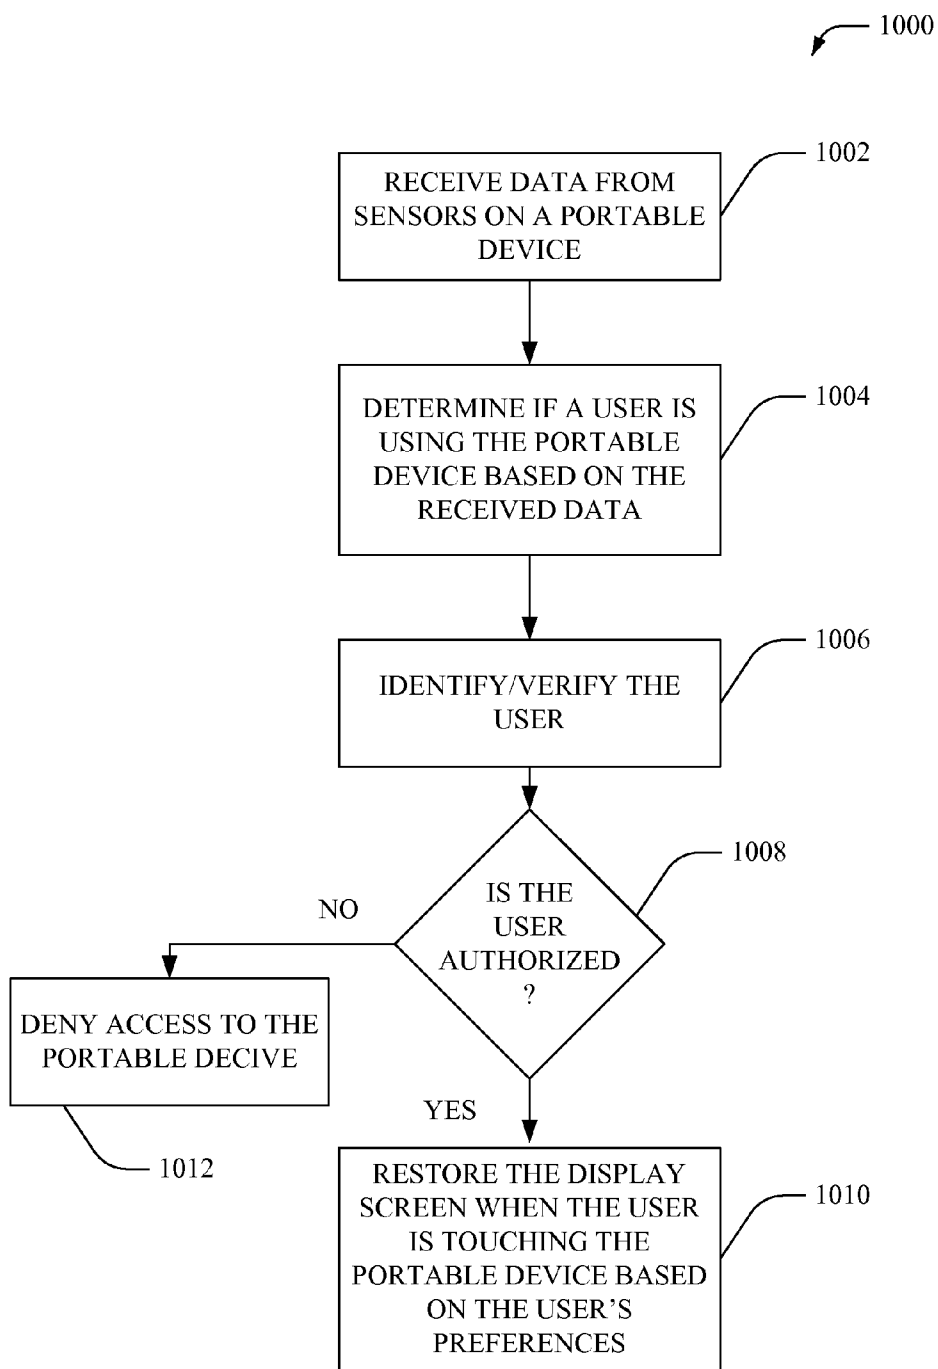 1000
RECEIVE DATA FROM
SENSORS ON A PORTABLE
DEVICE
1002
DETERMINE IF A USER IS
USING THE PORTABLE
DEVICE BASED ON THE
RECEIVED DATA
1004
IDENTIFY/VERIFY THE
USER
1006
IS THE
USER
AUTHORIZED
?
1008
NO
DENY ACCESS TO THE
PORTABLE DECIVE
1012
YES
RESTORE THE DISPLAY
SCREEN WHEN THE USER
IS TOUCHING THE
PORTABLE DEVICE BASED
ON THE USER’S
PREFERENCES
1010